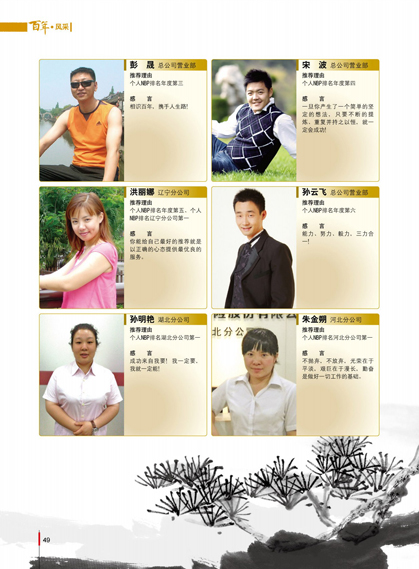 百年·风采
彭 晟 总公司营业部
推荐理由
个人NBP排名年度第三
感 言
相识百年，携手人生路！
宋 波 总公司营业部
推荐理由
个人NBP排名年度第四
感 言
一旦你产生了一个简单的坚
定的想法，只要不断的提
炼、重复并持之以恒，就一
定会成功！
洪丽娜 辽宁分公司
推荐理由
个人NBP排名年度第五，个人
NBP排名辽宁分公司第一
感 言
你能给自己最好的推荐就是
以正确的心态提供最优良的
服务。
孙云飞 总公司营业部
推荐理由
个人NBP排名年度第六
感 言
能力、努力、毅力，三力合
一！
孙明艳 湖北分公司
推荐理由
个人NBP排名湖北分公司第一
感 言
成功来自我要！我一定要，
我就一定能！
险股份有限公
北分公司
朱金朔 河北分公司
推荐理由
个人NBP排名河北分公司第一
感 言
不抛弃、不放弃，光荣在于
平淡，艰巨在于漫长，勤奋
是做好一切工作的基础。
49